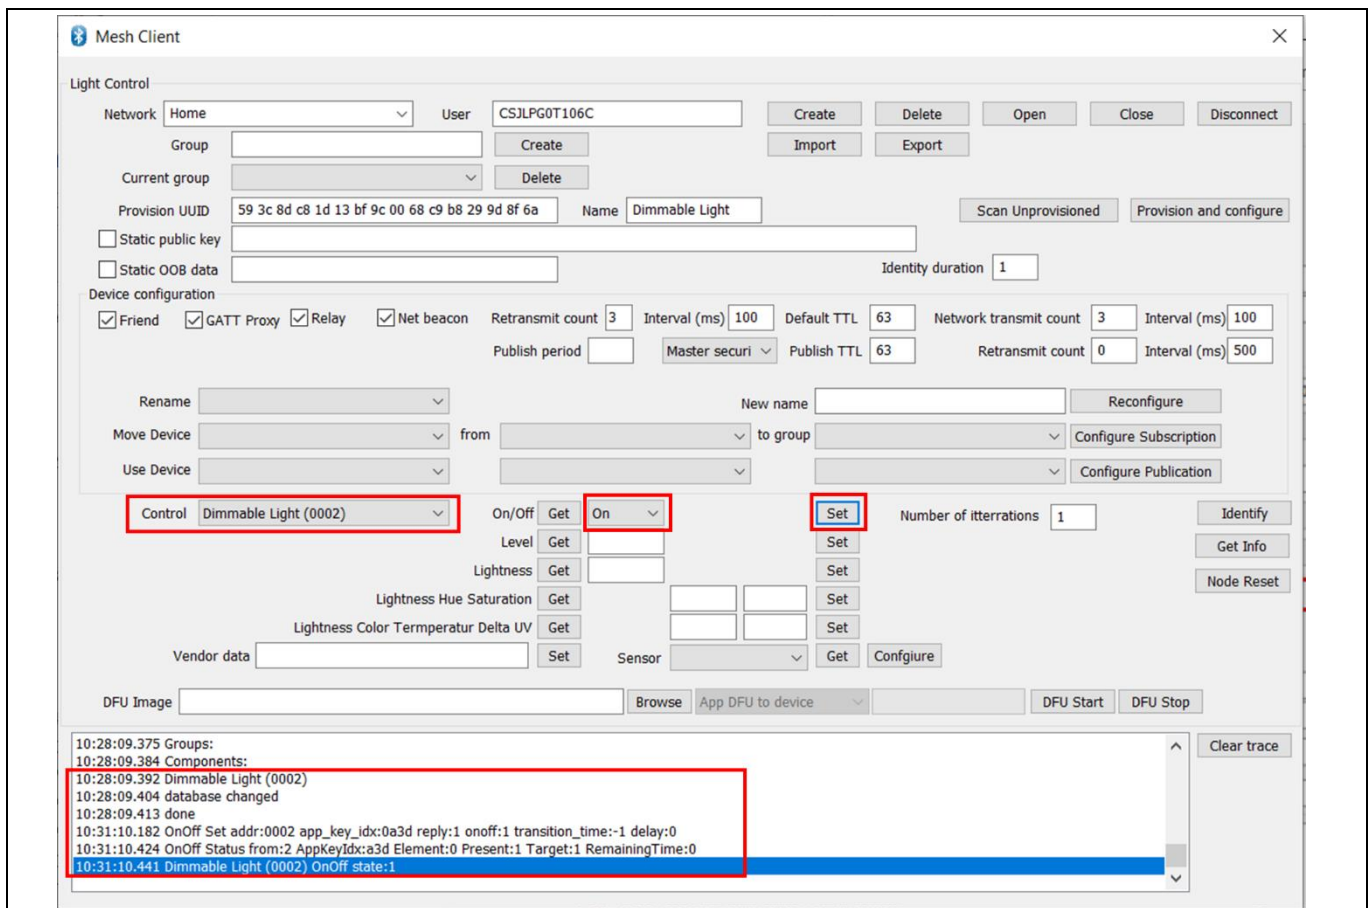 Mesh Client
Light Control
Network Home User CSJLPG0T106C Create Delete Open Close Disconnect
Group Create Import Export
Current group Delete
Provision UUID 59 3c 8d c8 1d 13 bf 9c 00 68 c9 b8 29 9d 8f 6a Name Dimmable Light Scan Unprovisioned Provision and configure
Static public key
Static OOB data Identity duration 1
Device configuration
Friend GATT Proxy Relay Net beacon Retransmit count 3 Interval (ms) 100 Default TTL 63 Network transmit count 3 Interval (ms) 100
Publish period Master securi Publish TTL 63 Retransmit count 0 Interval (ms) 500
Rename New name Reconfigure
Move Device from to group Configure Subscription
Use Device Configure Publication
Control Dimmable Light (0002) On/Off Get On Set Number of itterrations 1 Identify
Level Get Set Get Info
Lightness Get Set Node Reset
Lightness Hue Saturation Get Set
Lightness Color Termperatur Delta UV Get Set
Vendor data Set Sensor Get Confgiure
DFU Image Browse App DFU to device DFU Start DFU Stop
10:28:09.375 Groups: Clear trace
10:28:09.384 Components:
10:28:09.392 Dimmable Light (0002)
10:28:09.404 database changed
10:28:09.413 done
10:31:10.182 OnOff Set addr:0002 app_key_idx:0a3d reply:1 onoff:1 transition_time:-1 delay:0
10:31:10.424 OnOff Status from:2 AppKeyIdx:a3d Element:0 Present:1 Target:1 RemainingTime:0
10:31:10.441 Dimmable Light (0002) OnOff state:1